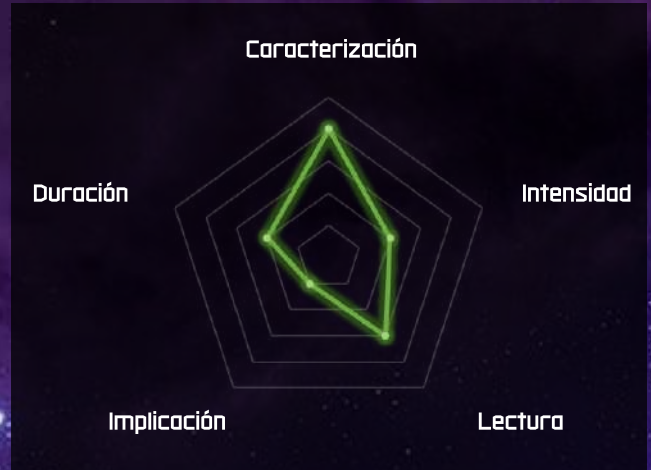 Caracterización
Duración
Intensidad
Implicación
Lectura